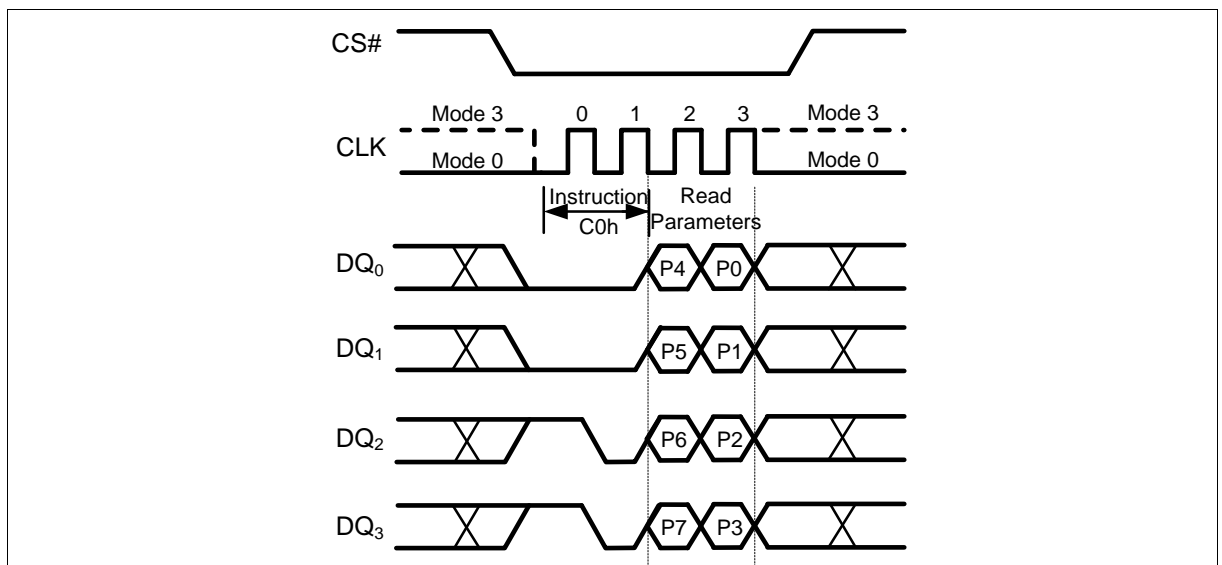 CS#
Mode 3 0 1 2 3 Mode 3
CLK
Mode 0 Mode 0
Instruction Read
C0h Parameters
DQ0 P4 P0
DQ1 P5 P1
DQ2 P6 P2
DQ3 P7 P3